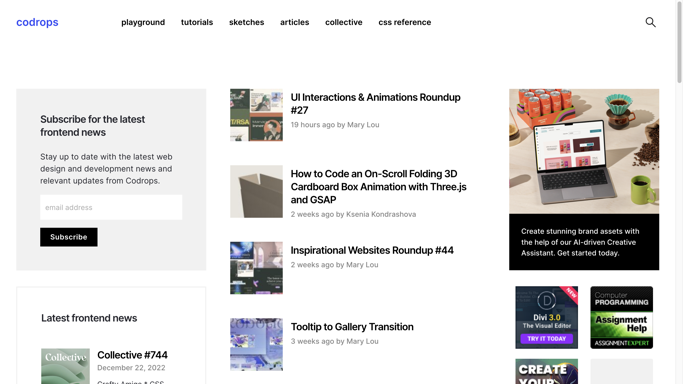 codrops
playground
tutorials
sketches
articles
collective
css reference
Subscribe for the latest
frontend news
Stay up to date with the latest web
design and development news and
relevant updates from Codrops.
email address
Subscribe
Latest frontend news
Collective
Collective #744
December 22, 2022
Crafty Amino * CSS
UI Interactions & Animations Roundup
#27
19 hours ago by Mary Lou
How to Code an On-Scroll Folding 3D
Cardboard Box Animation with Three.js
and GSAP
2 weeks ago by Ksenia Kondrashova
Inspirational Websites Roundup #44
2 weeks ago by Mary Lou
Tooltip to Gallery Transition
3 weeks ago by Mary Lou
Create stunning brand assets with
the help of our AI-driven Creative
Assistant. Get started today.
NEW
D
Divi 3.0
The Visual Editor
TRY IT TODAY
Computer
PROGRAMMING
Assignment
Help
ASSIGNMENTEXPERT
CREATE
YOUR